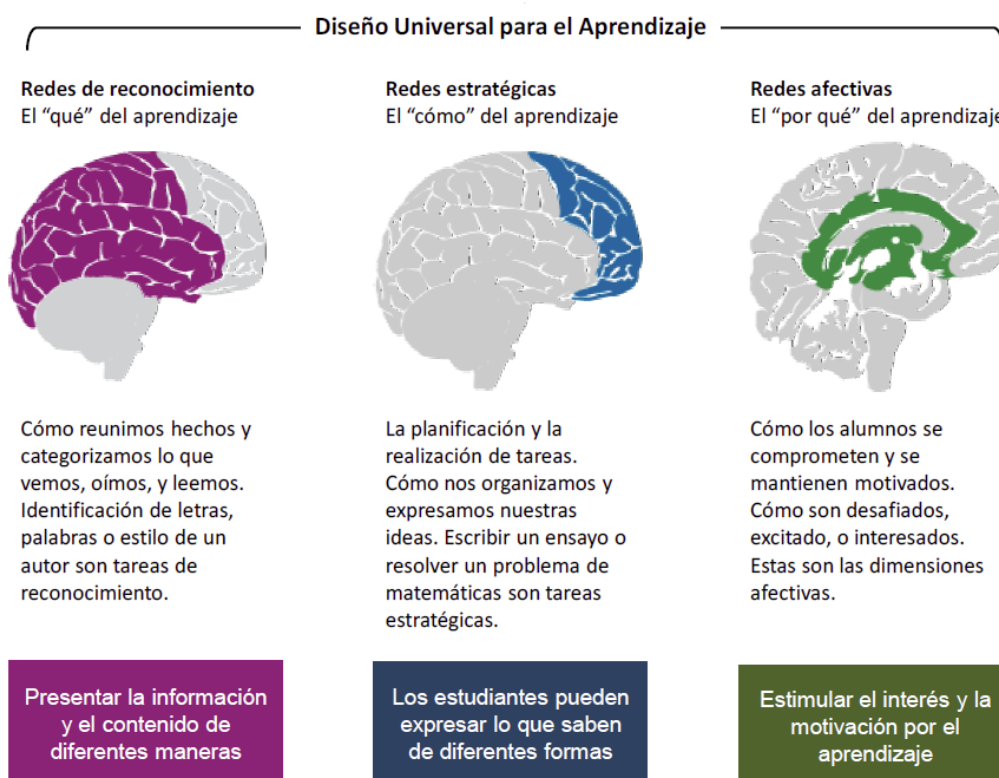 Diseño Universal para el Aprendizaje
Redes de reconocimiento
El “qué” del aprendizaje
Cómo reunimos hechos y
categorizamos lo que
vemos, oímos, y leemos.
Identificación de letras,
palabras o estilo de un
autor son tareas de
reconocimiento.
Presentar la información
y el contenido de
diferentes maneras
Redes estratégicas
El “cómo” del aprendizaje
La planificación y la
realización de tareas.
Cómo nos organizamos y
expresamos nuestras
ideas. Escribir un ensayo o
resolver un problema de
matemáticas son tareas
estratégicas.
Los estudiantes pueden
expresar lo que saben
de diferentes formas
Redes afectivas
El “por qué” del aprendizaje
Cómo los alumnos se
comprometen y se
mantienen motivados.
Cómo son desafiados,
excitado, o interesados.
Estas son las dimensiones
afectivas.
Estimular el interés y la
motivación por el
aprendizaje